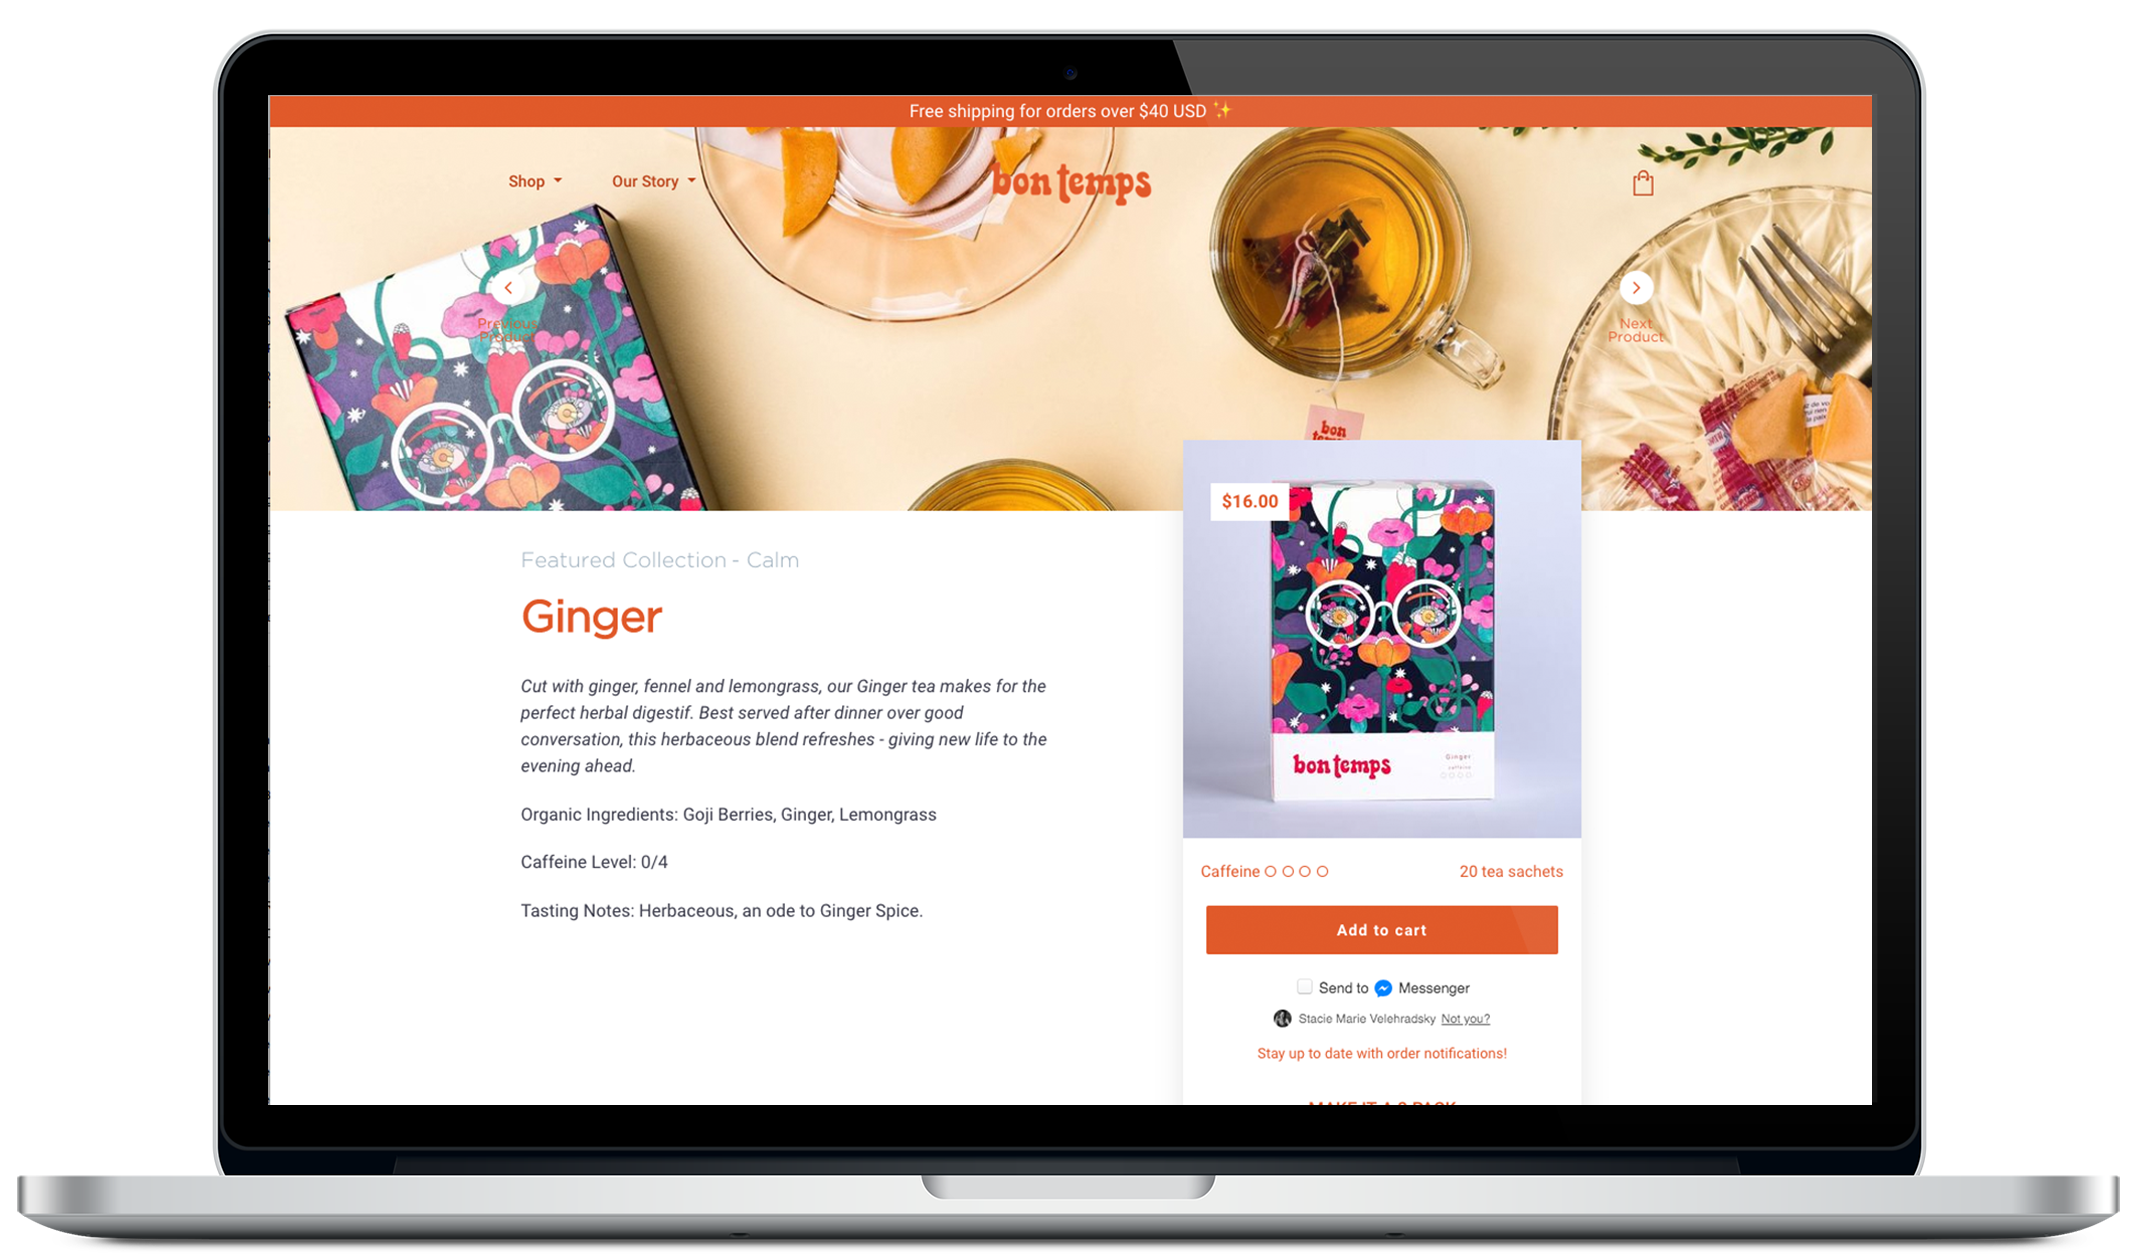 Free shipping for orders over $40 USD ✨
Shop
Our Story
bon temps
Previous
Product
Next
Product
bon
$16.00
Featured Collection - Calm
Ginger
Cut with ginger, fennel and lemongrass, our Ginger tea makes for the
perfect herbal digestif. Best served after dinner over good
conversation, this herbaceous blend refreshes - giving new life to the
evening ahead.
Organic Ingredients: Goji Berries, Ginger, Lemongrass
Caffeine Level: 0/4
Tasting Notes: Herbaceous, an ode to Ginger Spice.
bon temps
Ginger
caffeine
Caffeine
20 tea sachets
Add to cart
Send to Messenger
Stacie Marie Velehradsky Not you?
Stay up to date with order notifications!